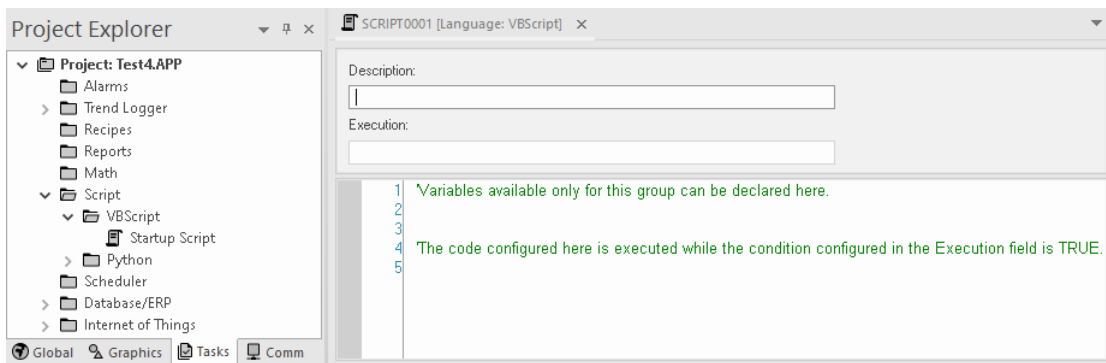 Project Explorer
Project: Test4.APP
Alarms
Trend Logger
Recipes
Reports
Math
Script
VBScript
Startup Script
Python
Scheduler
Database/ERP
Internet of Things
Global Graphics Tasks Comm
SCRIPT0001 [Language: VBScript]
Description:
Execution:
1 'Variables available only for this group can be declared here.
2
3
4 'The code configured here is executed while the condition configured in the Execution field is TRUE.
5